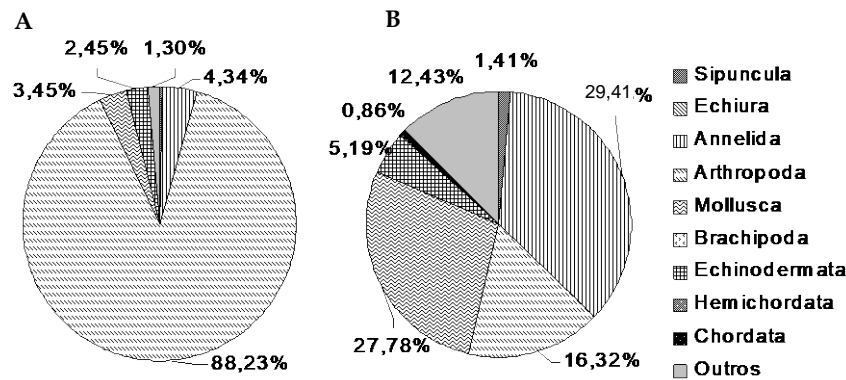 A
B
2,45%
1,30%
3,45%
4,34%
88,23%
12,43%
1,41%
0,86%
29,41%
5,19%
27,78%
16,32%
Sipuncula
Echiura
Annelida
Arthropoda
Mollusca
Brachipoda
Echinodermata
Hemichordata
Chordata
Outros